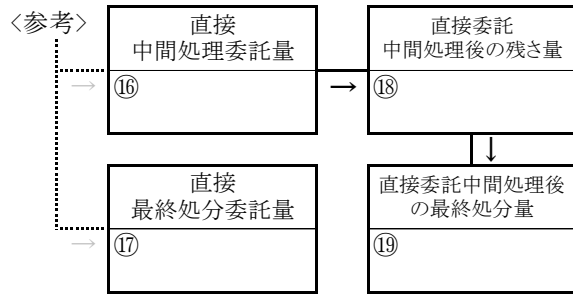 〈参考〉
直接
中間処理委託量
⑯
→
→
直接委託
中間処理後の残さ量
⑱
↓
直接
最終処分委託量
⑰
→
直接委託中間処理後
の最終処分量
⑲